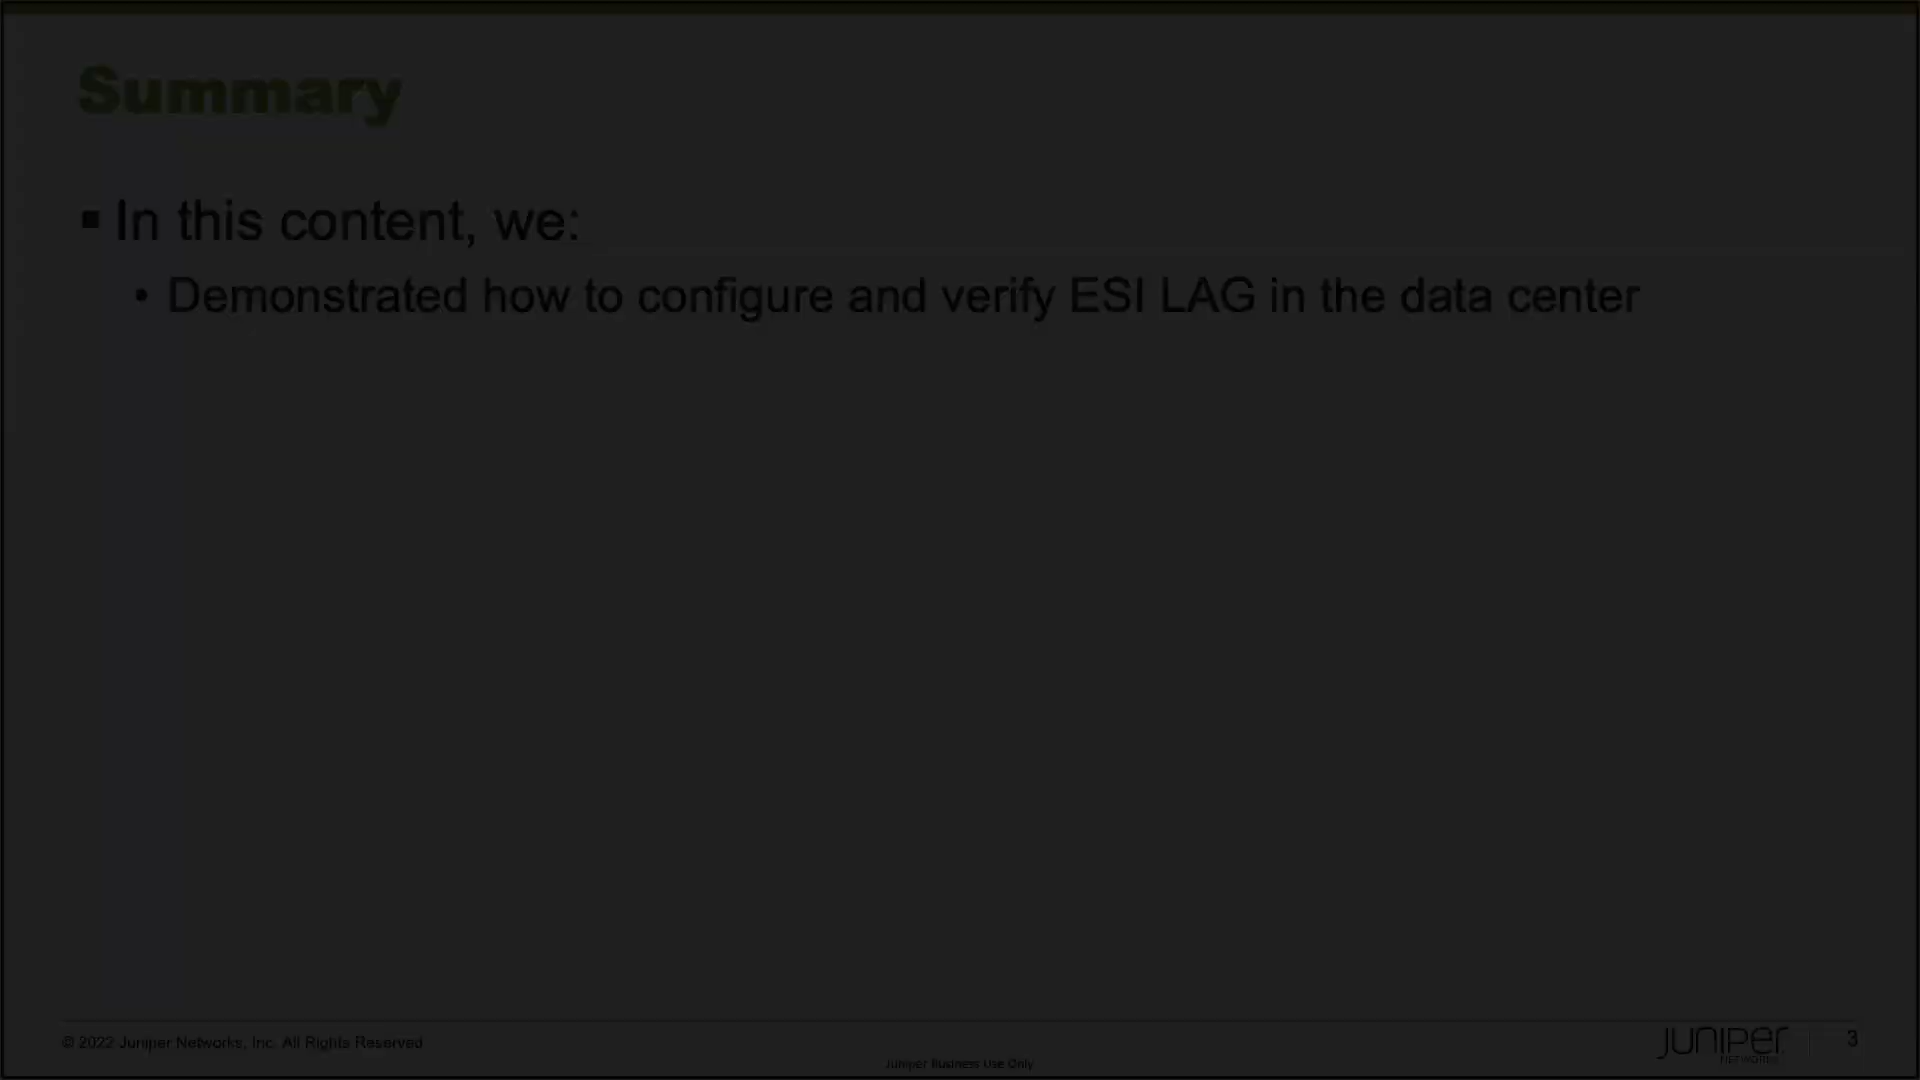 Summary
▪ In this content, we:
• Demonstrated how to configure and verify ESI LAG in the data center
© 2022 Juniper Networks, Inc. All Rights Reserved
JUNIPER
NETWORKS
3
Juniper Business Use Only